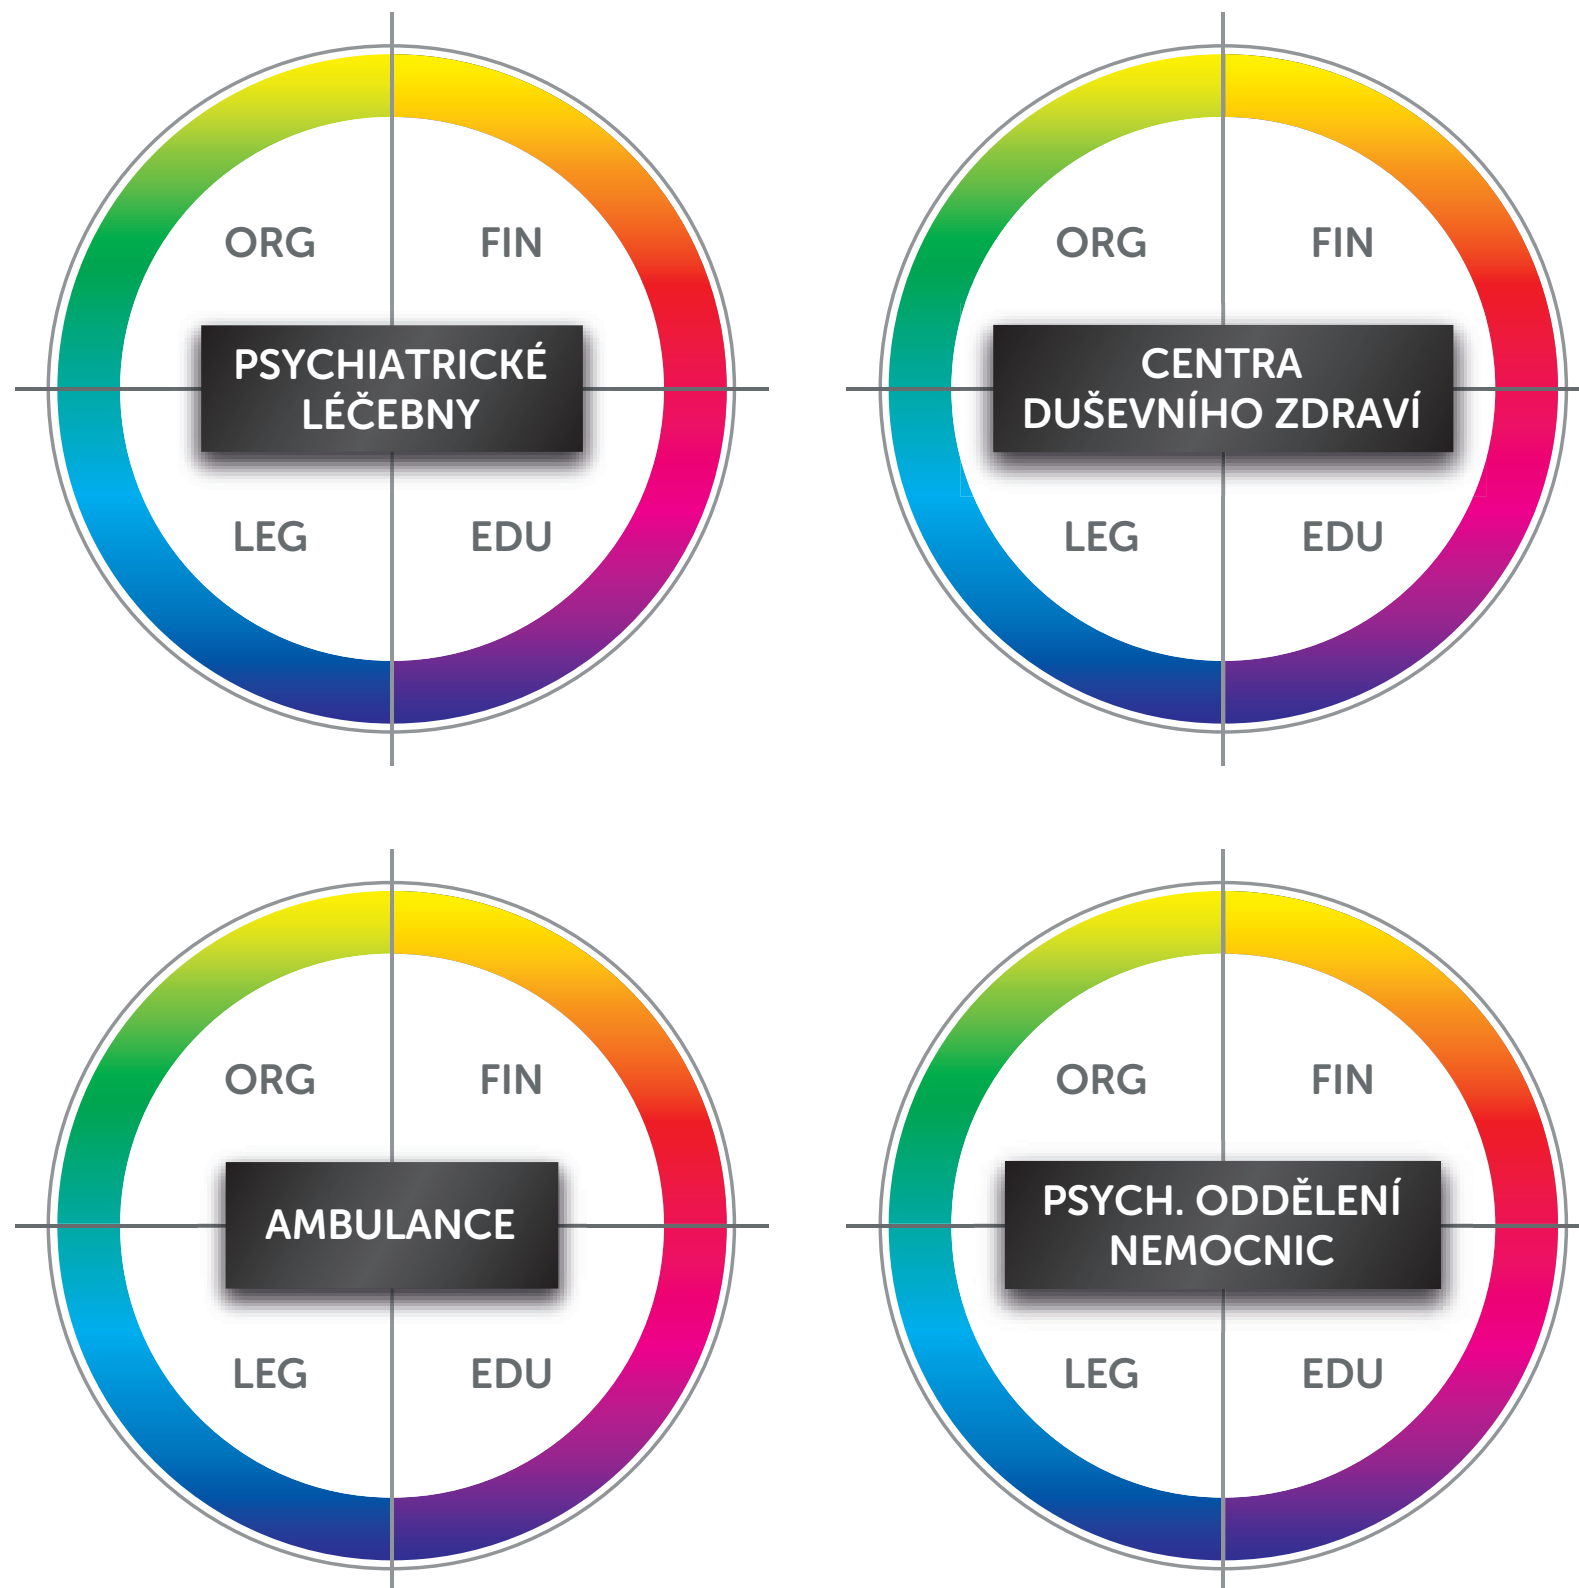 ORG
FIN
PSYCHIATRICKÉ
LÉČEBNY
LEG
EDU
ORG
FIN
CENTRA
DUŠEVNÍHO ZDRAVÍ
LEG
EDU
ORG
FIN
AMBULANCE
LEG
EDU
ORG
FIN
PSYCH. ODDĚLENÍ
NEMOCNIC
LEG
EDU